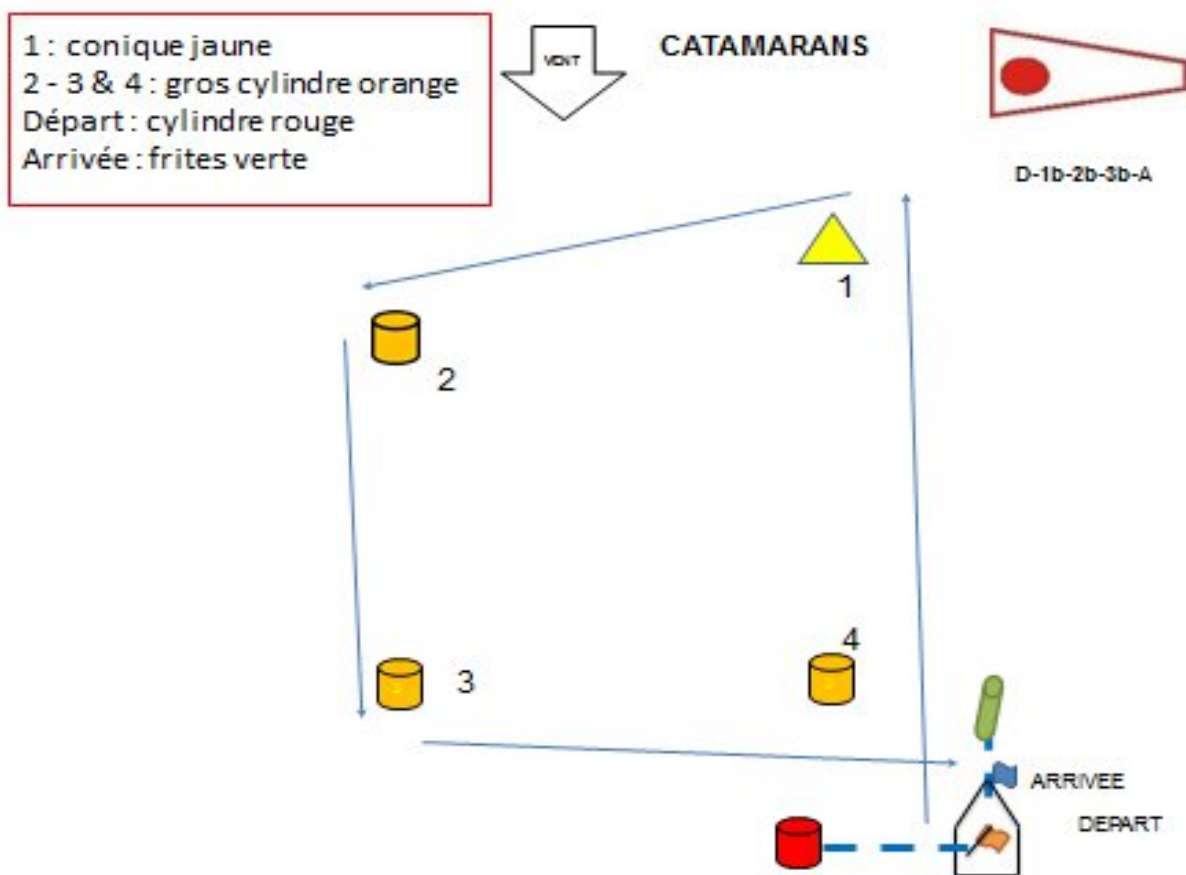 1 : conique jaune
2 - 3 & 4 : gros cylindre orange
Départ : cylindre rouge
Arrivée : frites verte
VENT
CATAMARANS
D-1b-2b-3b-A
1
2
3
4
ARRIVEE
DEPART